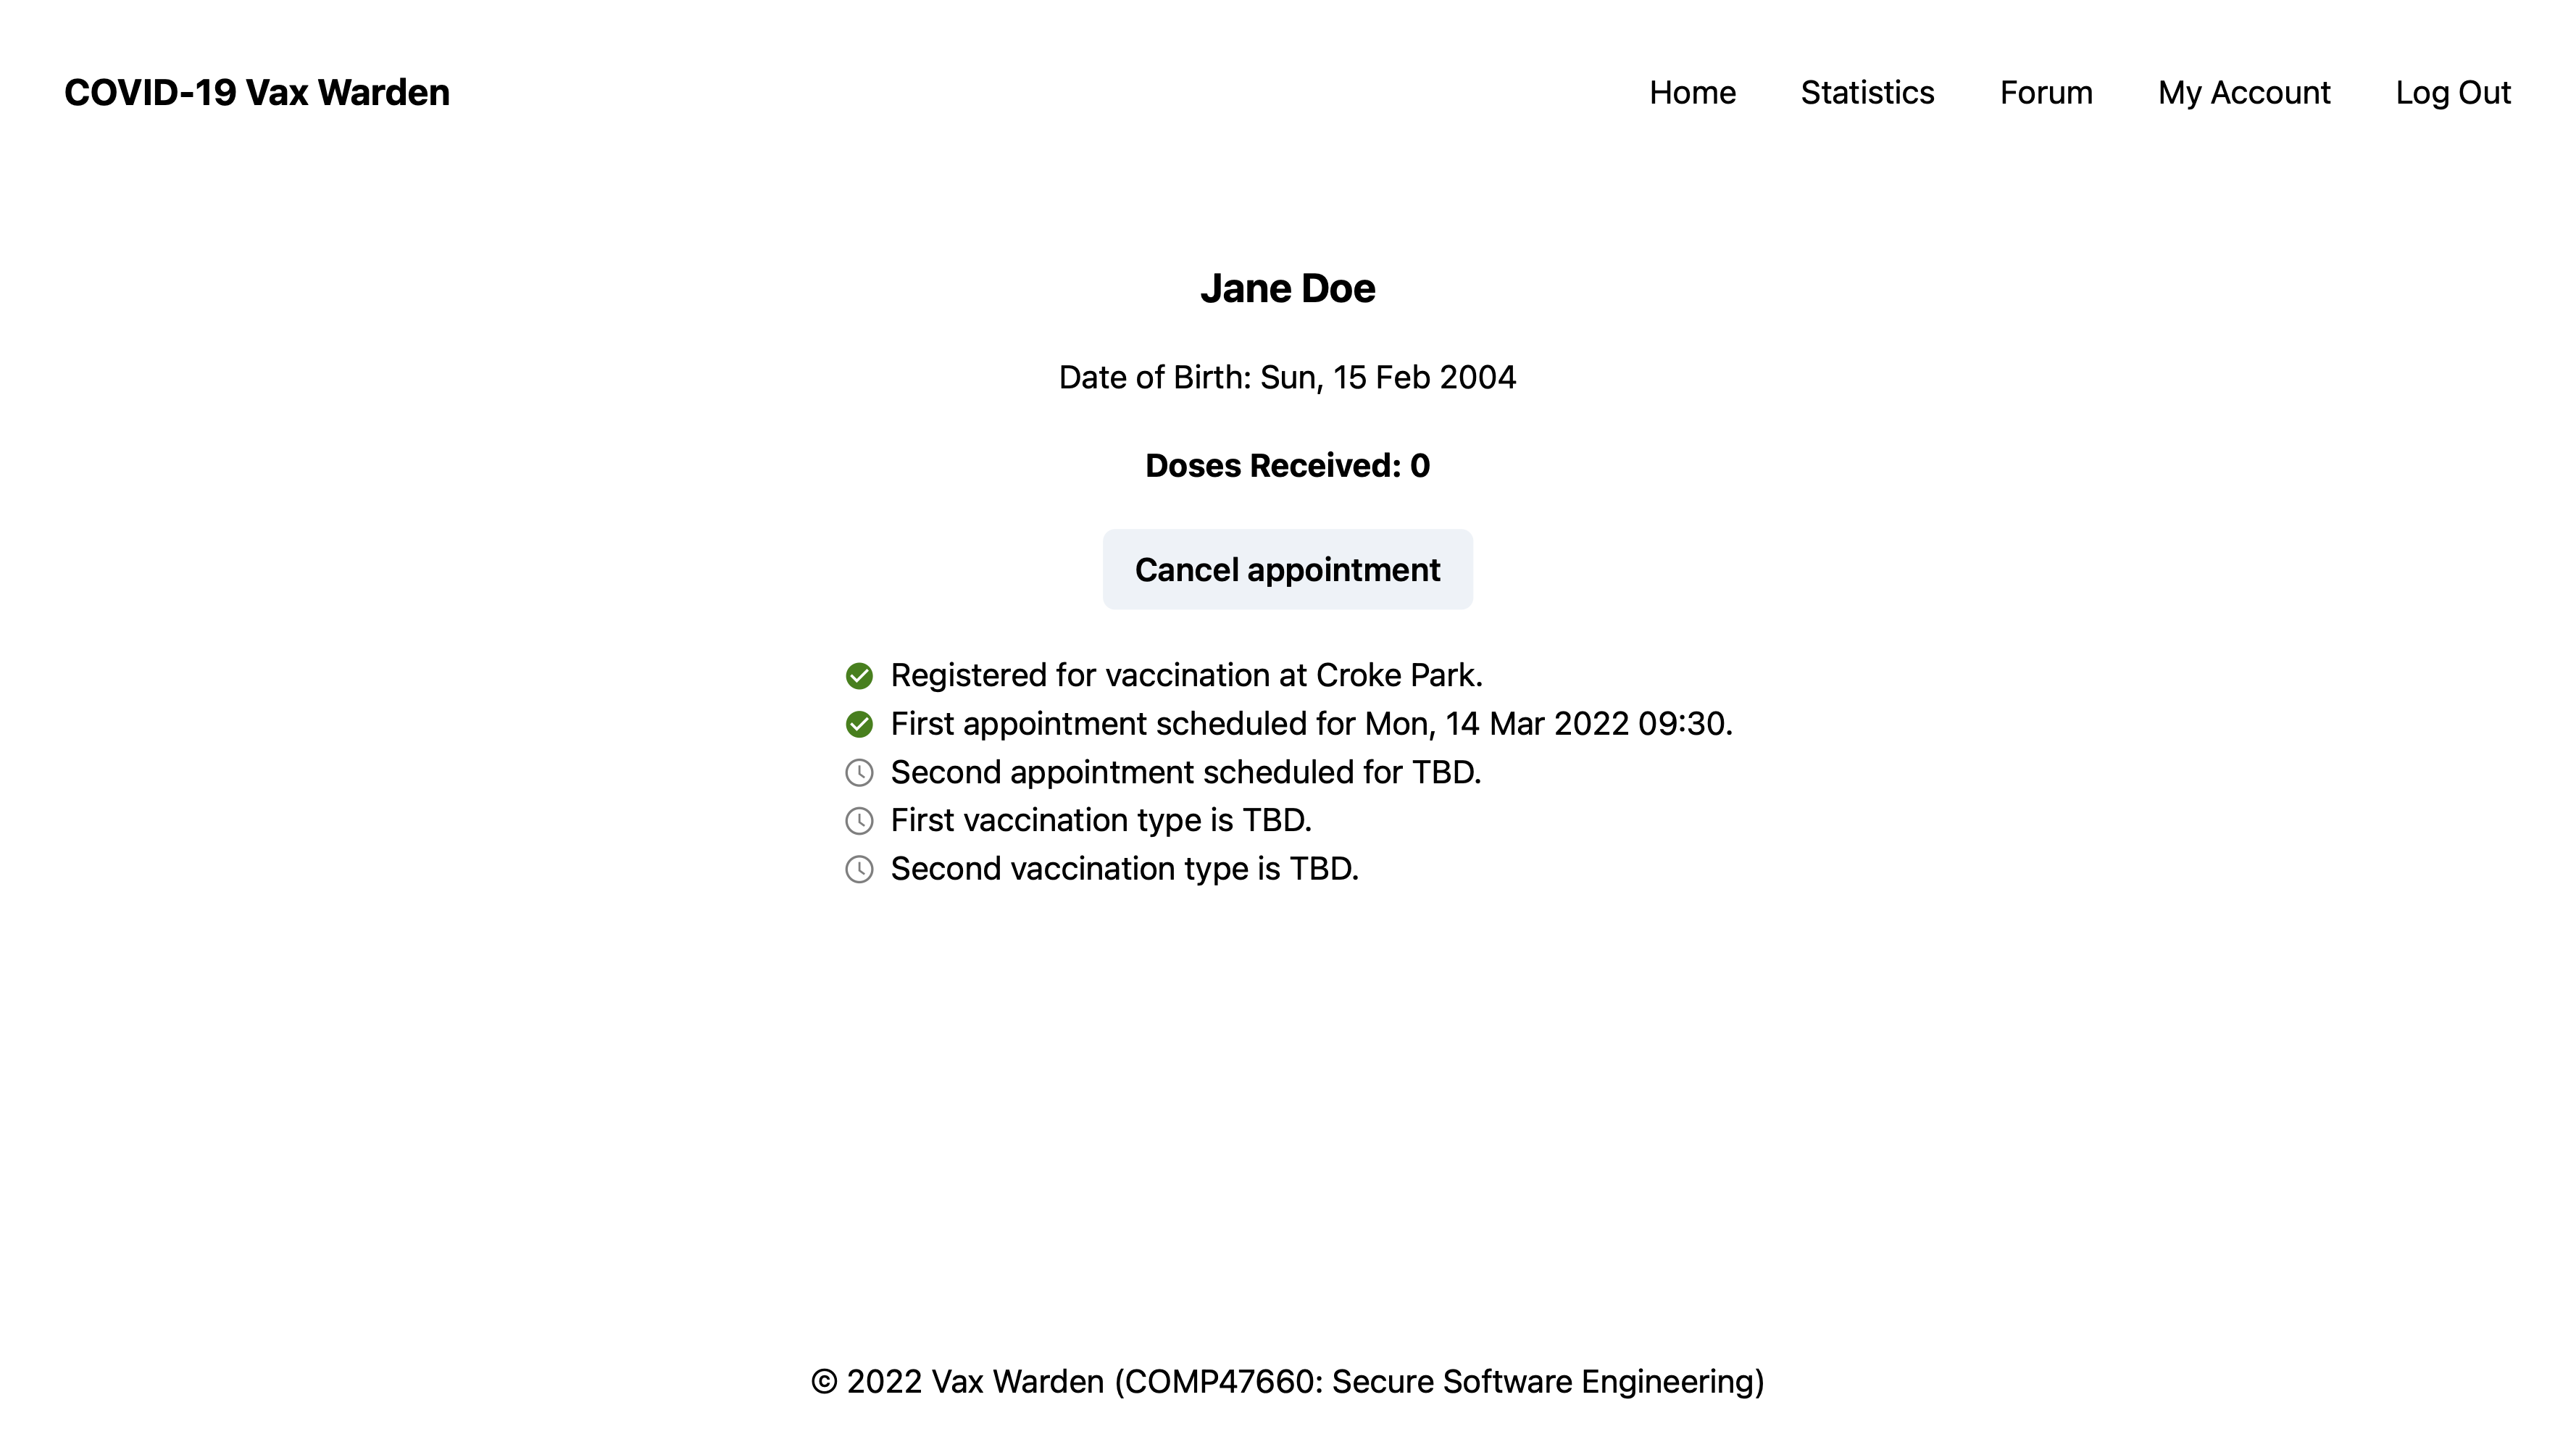 COVID-19 Vax Warden
Home Statistics Forum My Account Log Out
Jane Doe
Date of Birth: Sun, 15 Feb 2004
Doses Received: 0
Cancel appointment
Registered for vaccination at Croke Park.
First appointment scheduled for Mon, 14 Mar 2022 09:30.
Second appointment scheduled for TBD.
First vaccination type is TBD.
Second vaccination type is TBD.
© 2022 Vax Warden (COMP47660: Secure Software Engineering)